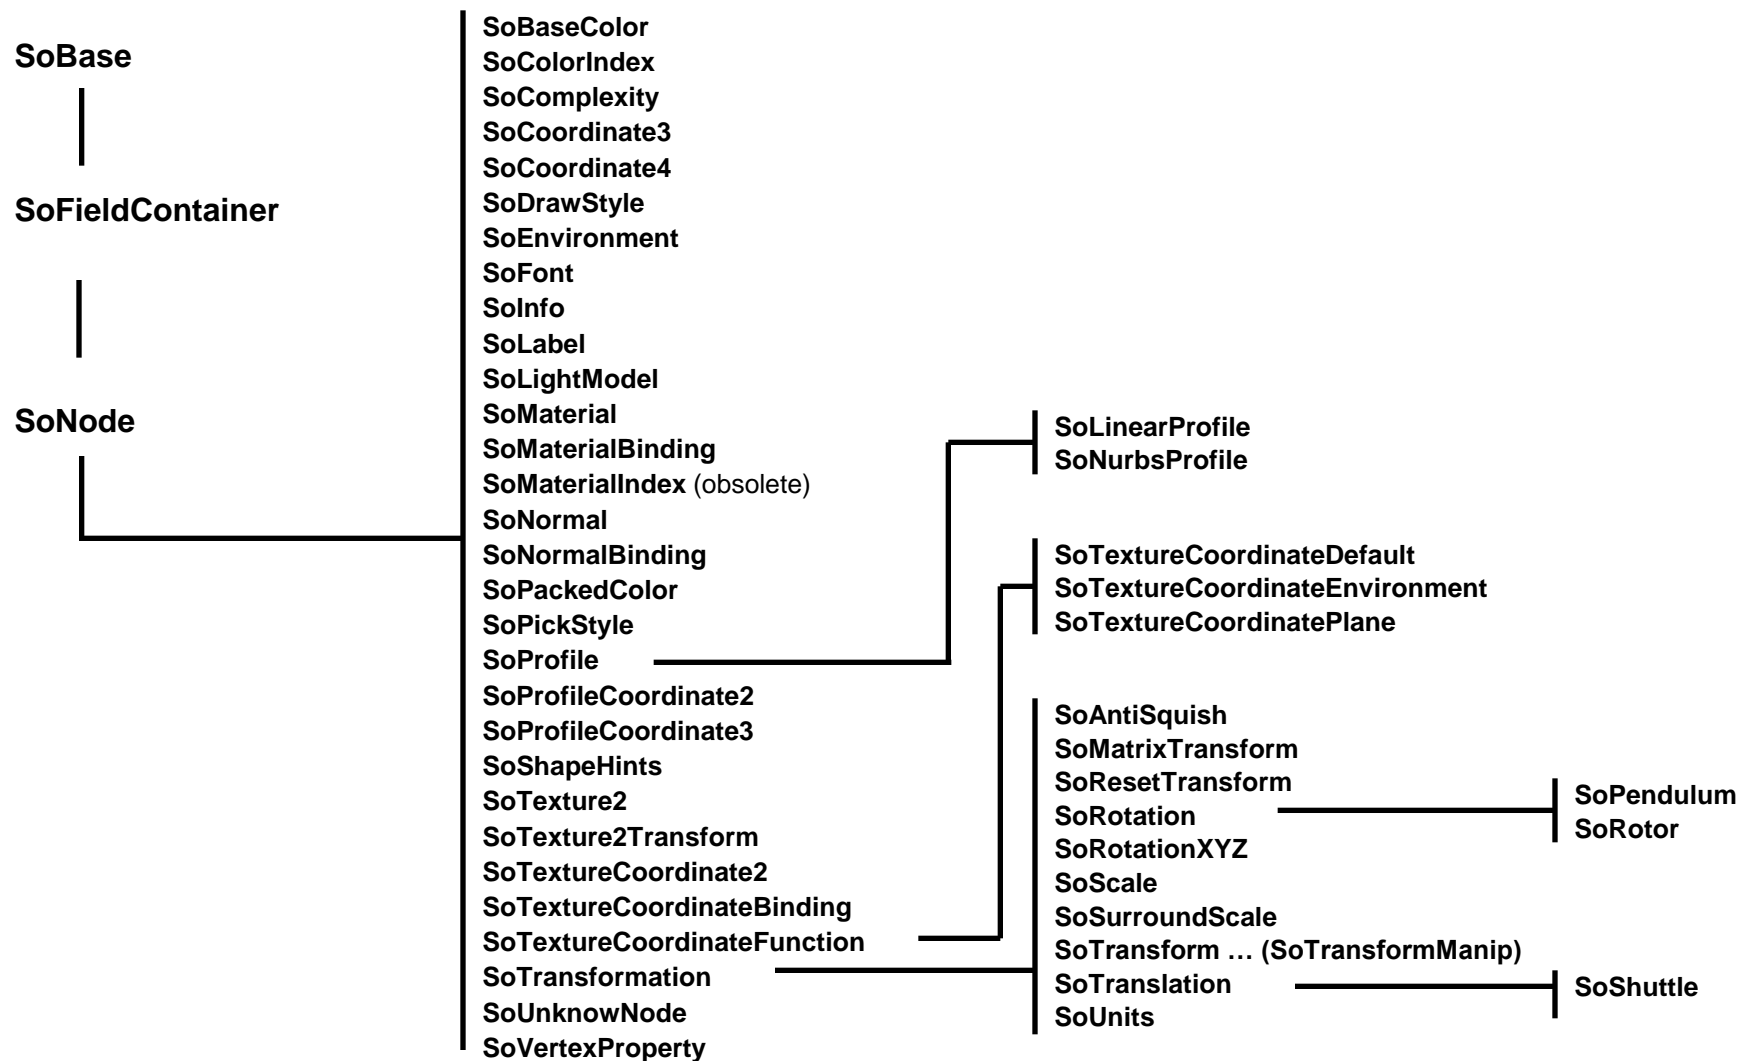 SoBase
SoFieldContainer
SoNode
SoBaseColor
SoColorIndex
SoComplexity
SoCoordinate3
SoCoordinate4
SoDrawStyle
SoEnvironment
SoFont
SoInfo
SoLabel
SoLightModel
SoMaterial
SoMaterialBinding
SoMaterialIndex (obsolete)
SoNormal
SoNormalBinding
SoPackedColor
SoPickStyle
SoProfile
SoProfileCoordinate2
SoProfileCoordinate3
SoShapeHints
SoTexture2
SoTexture2Transform
SoTextureCoordinate2
SoTextureCoordinateBinding
SoTextureCoordinateFunction
SoTransformation
SoUnknowNode
SoVertexProperty
SoLinearProfile
SoNurbsProfile
SoTextureCoordinateDefault
SoTextureCoordinateEnvironment
SoTextureCoordinatePlane
SoAntiSquish
SoMatrixTransform
SoResetTransform
SoRotation
SoRotationXYZ
SoScale
SoSurroundScale
SoTransform … (SoTransformManip)
SoTranslation
SoUnits
SoPendulum
SoRotor
SoShuttle